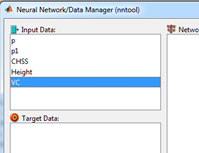 Neural Network/Data Manager (nntool)
Input Data:
Netwo
p
p1
CHSS
Height
VC
Target Data: